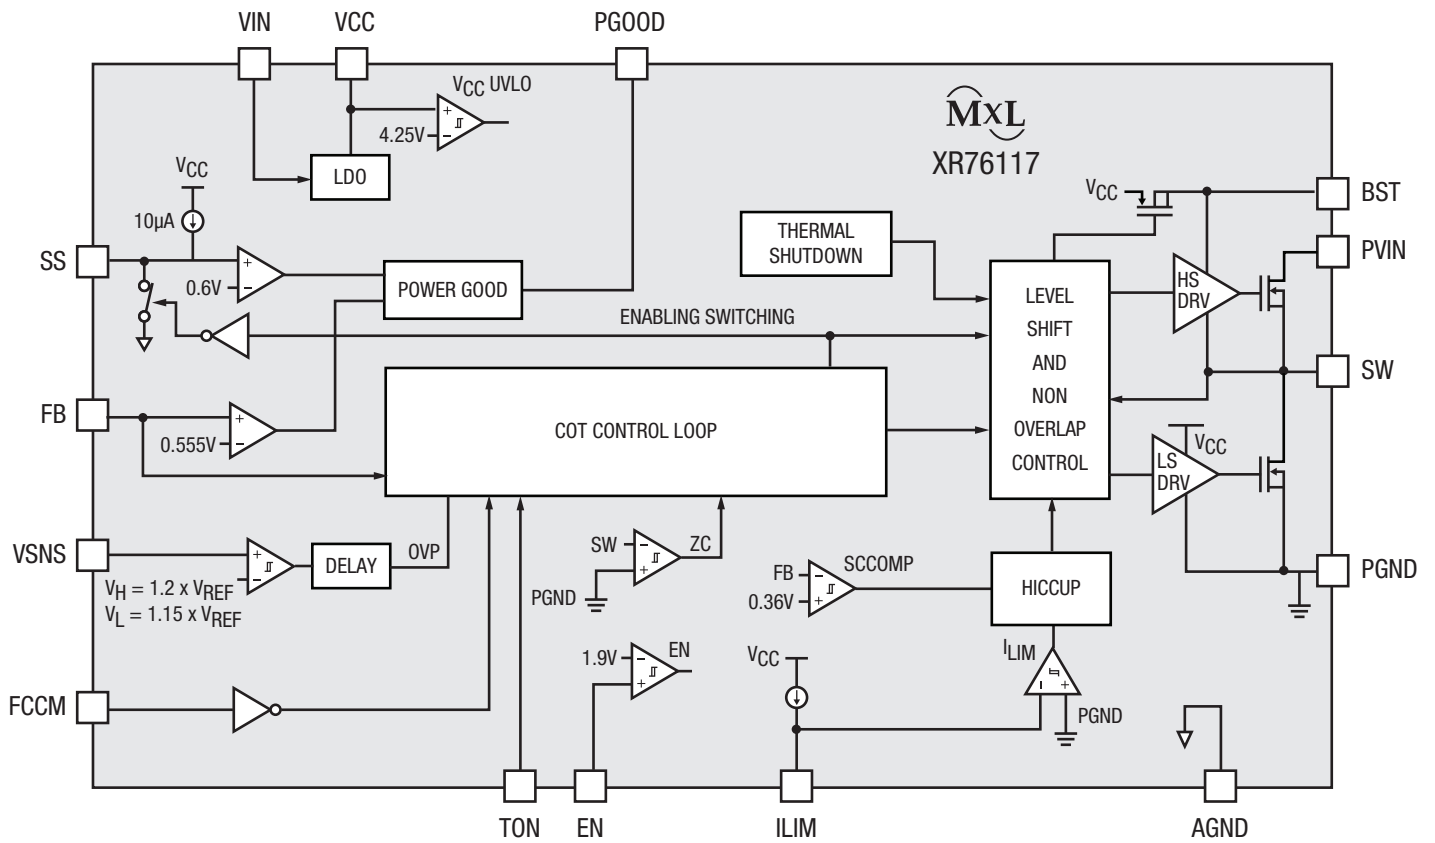 VIN VCC PGOOD
VCC UVLO
4.25V
+
−
LDO
MxL
XR76117
VCC
10µA
SS
+
−
0.6V
POWER GOOD
ENABLING SWITCHING
THERMAL
SHUTDOWN
VCC
BST
PVIN
HS
DRV
LEVEL
SHIFT
AND
NON
OVERLAP
CONTROL
SW
FB
+
−
0.555V
COT CONTROL LOOP
VCC
LS
DRV
VSNS
+
−
VH = 1.2 x VREF
VL = 1.15 x VREF
DELAY
OVP
SW
−
+
ZC
PGND
FB
0.36V
−
+
SCCOMP
HICCUP
PGND
1.9V
−
+
EN
VCC
ILIM
−
+
PGND
FCCM
TON EN ILIM AGND